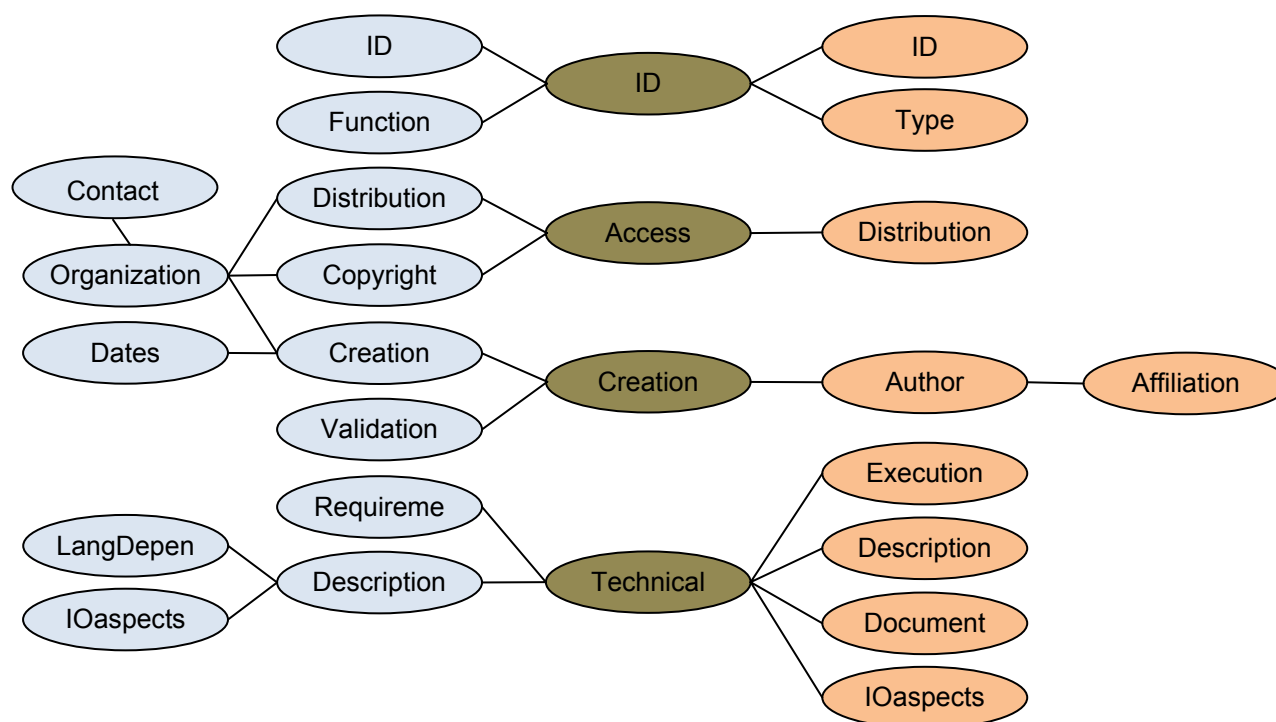 ID
ID
ID
Function
Type
Contact
Distribution
Access
Distribution
Organization
Copyright
Dates
Creation
Creation
Author
Affiliation
Validation
Execution
Requireme
LangDepen
Description
Description
Technical
IOaspects
Document
IOaspects